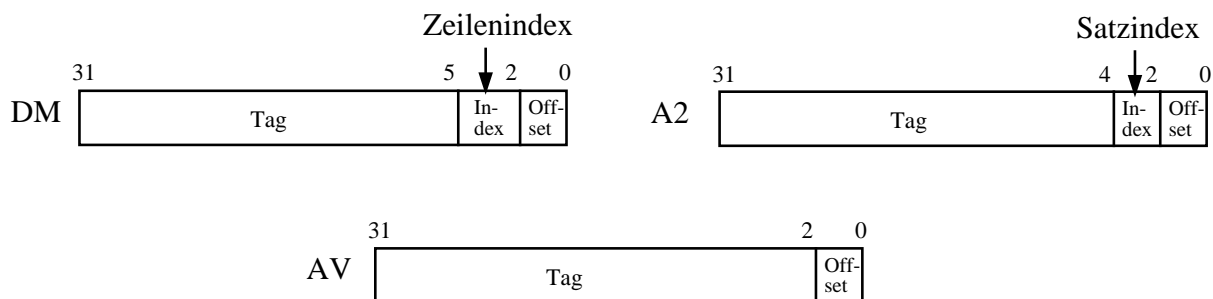 Zeilenindex
Satzindex
31 5 2 0
31 4 2 0
DM Tag In-
dex Off-
set
A2 Tag In-
dex Off-
set
31 2 0
AV Tag Off-
set